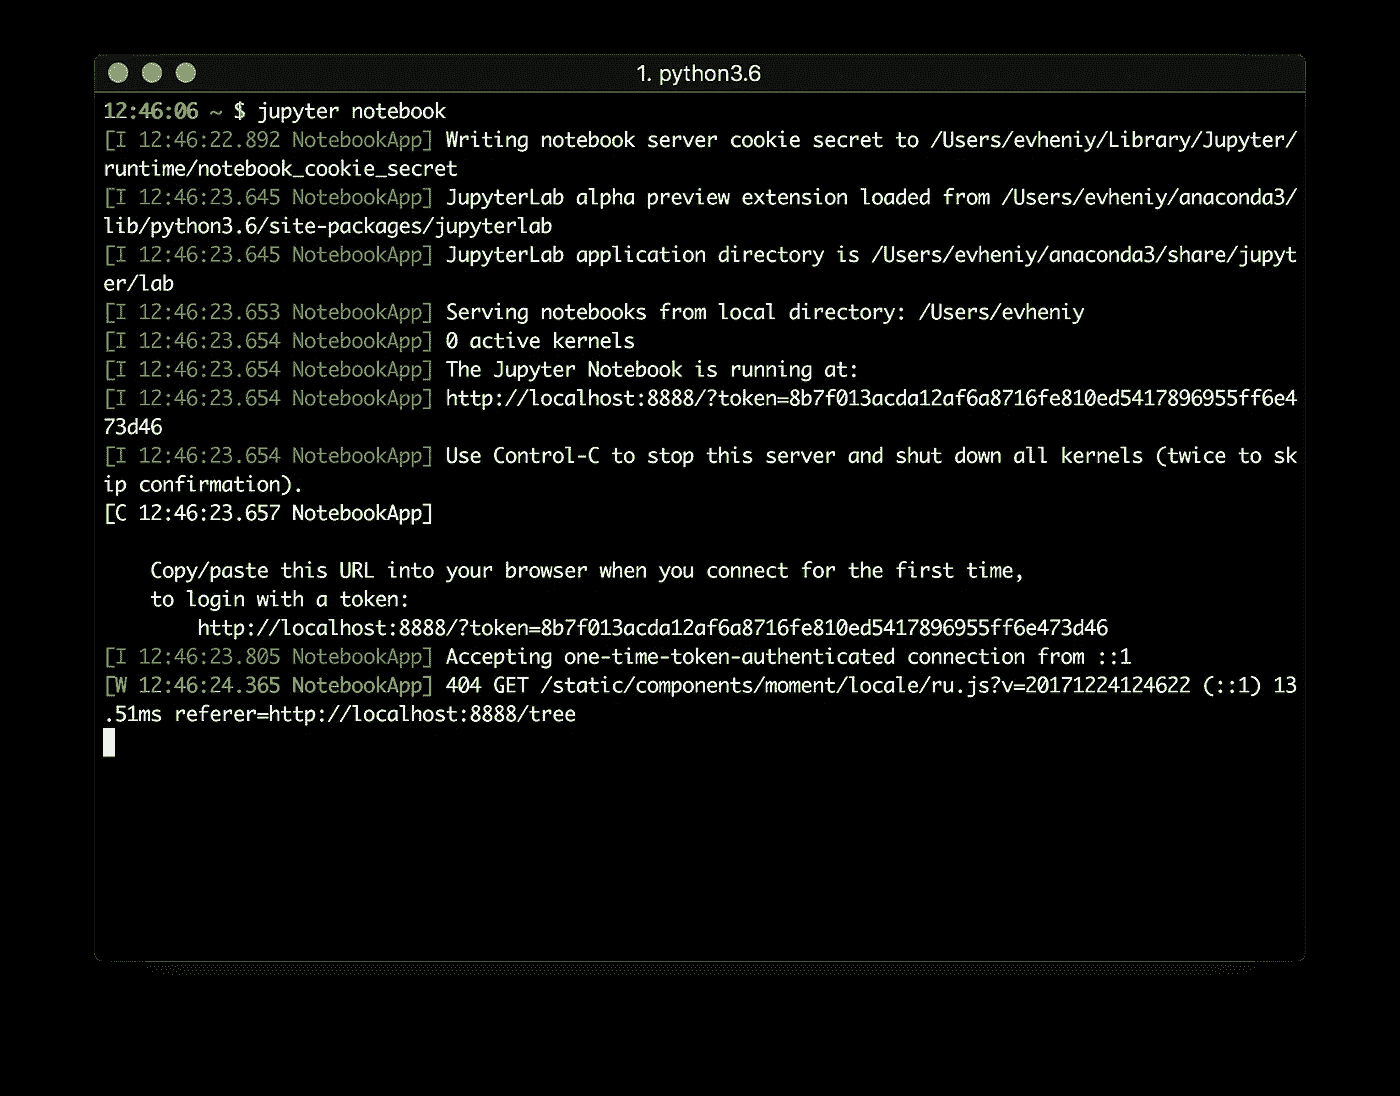 1. python3.6
12:46:06 ~ $ jupyter notebook
[I 12:46:22.892 NotebookApp] Writing notebook server cookie secret to /Users/evheniy/Library/Jupyter/
runtime/notebook_cookie_secret
[I 12:46:23.645 NotebookApp] JupyterLab alpha preview extension loaded from /Users/evheniy/anaconda3/
lib/python3.6/site-packages/jupyterlab
[I 12:46:23.645 NotebookApp] JupyterLab application directory is /Users/evheniy/anaconda3/share/jupyt
er/lab
[I 12:46:23.653 NotebookApp] Serving notebooks from local directory: /Users/evheniy
[I 12:46:23.654 NotebookApp] 0 active kernels
[I 12:46:23.654 NotebookApp] The Jupyter Notebook is running at:
[I 12:46:23.654 NotebookApp] http://localhost:8888/?token=8b7f013acda12af6a8716fe810ed5417896955ff6e4
73d46
[I 12:46:23.654 NotebookApp] Use Control-C to stop this server and shut down all kernels (twice to sk
ip confirmation).
[C 12:46:23.657 NotebookApp]
    Copy/paste this URL into your browser when you connect for the first time,
    to login with a token:
        http://localhost:8888/?token=8b7f013acda12af6a8716fe810ed5417896955ff6e473d46
[I 12:46:23.805 NotebookApp] Accepting one-time-token-authenticated connection from ::1
[W 12:46:24.365 NotebookApp] 404 GET /static/components/moment/locale/ru.js?v=20171224124622 (::1) 13
.51ms referer=http://localhost:8888/tree